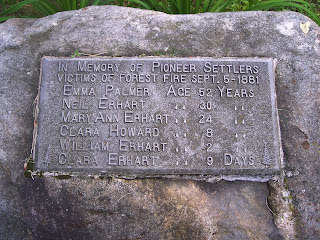 IN MEMORY OF PIONEER SETTLERS
VICTIMS OF FOREST FIRE SEPT. 5-1881
EMMA PALMER AGE 52 YEARS
NEIL ERHART " 30 "
MARY ANN ERHART " 24 "
CLARA HOWARD " 8 "
WILLIAM ERHART " 2 "
CLARA ERHART " 9 DAYS